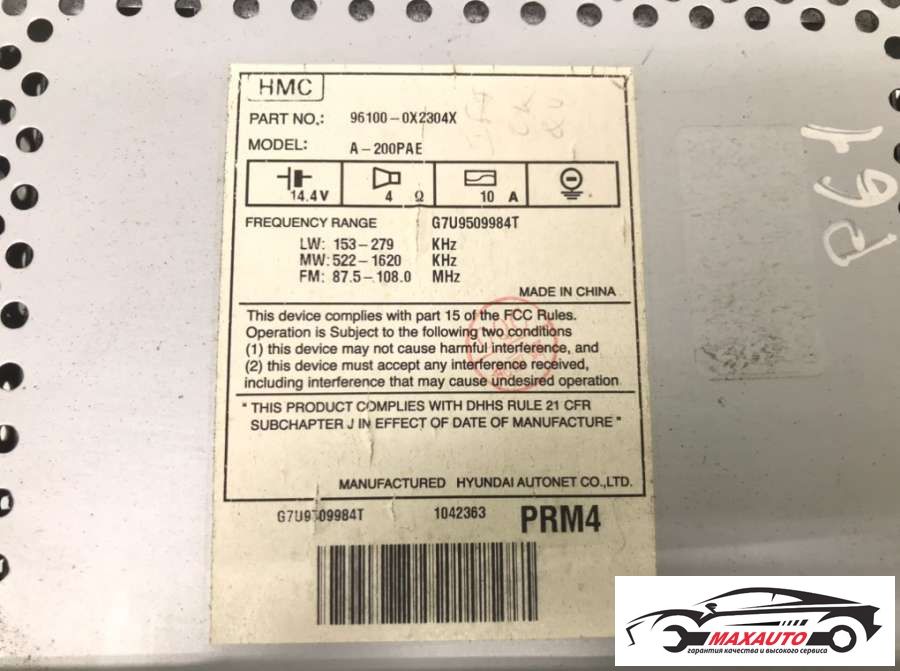 HMC
PART NO.: 96100-0X2304X
MODEL: A-200PAE
14.4V 4 Ω 10 A
FREQUENCY RANGE G7U9509984T
LW: 153-279 KHz
MW: 522-1620 KHz
FM: 87.5-108.0 MHz
MADE IN CHINA
This device complies with part 15 of the FCC Rules.
Operation is Subject to the following two conditions
(1) this device may not cause harmful interference, and
(2) this device must accept any interference received,
including interference that may cause undesired operation
" THIS PRODUCT COMPLIES WITH DHHS RULE 21 CFR
SUBCHAPTER J IN EFFECT OF DATE OF MANUFACTURE "
MANUFACTURED HYUNDAI AUTONET CO.,LTD.
G7U9509984T 1042363 PRM4
P61
MAXAUTO
гарантия качества и высокого сервиса